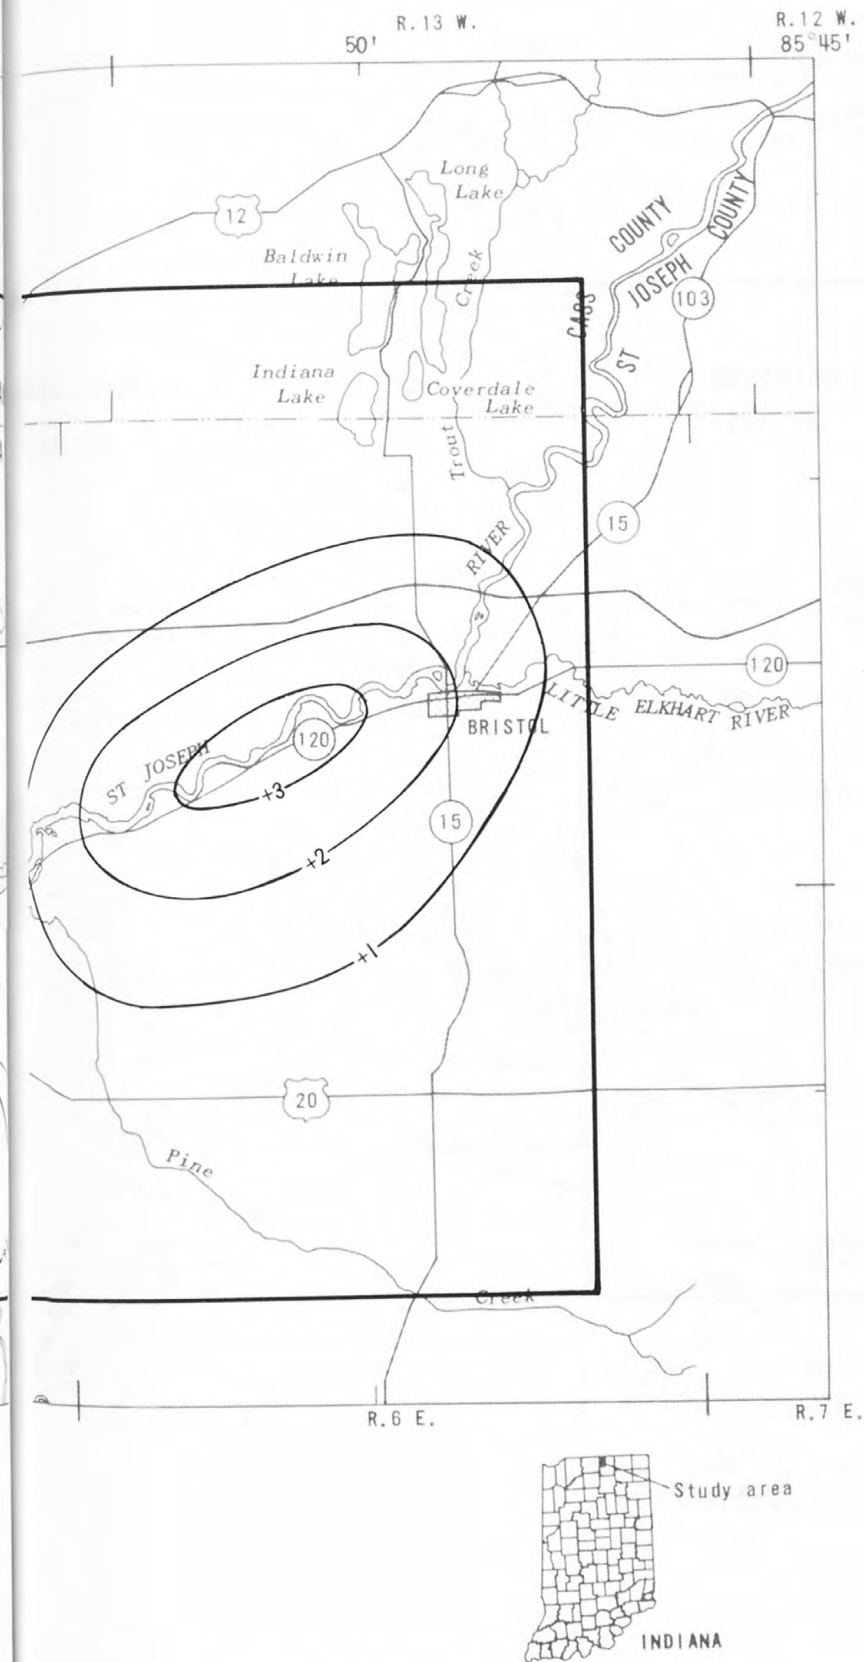 R.13 W.
R.12 W.
50'
85°45'
Long
Lake
12
COUNTY
COUNTY
Baldwin
Lake
Creek
CASS
ST
JOSEPH
103
Indiana
Lake
Coverdale
Lake
Trout
15
RIVER
120
LITTLE ELKHART RIVER
BRISTOL
ST JOSEPH
120
+3
15
+2
+1
20
Pine
Creek
R.6 E.
R.7 E.
Study area
INDIANA